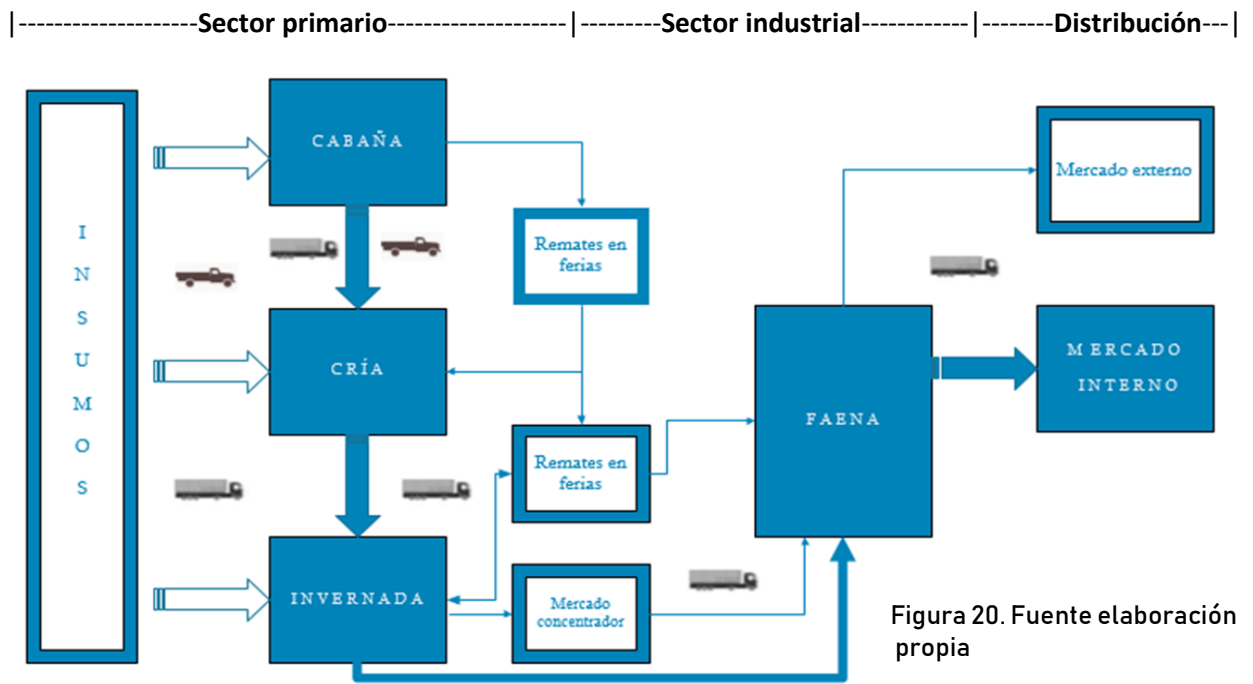 |--------------------Sector primario--------------------|---------Sector industrial------------|--------Distribución---|
CABAÑA
Mercado externo
I
N
S
U
M
O
S
Remates en
ferias
MERCADO
INTERNO
CRÍA
FAENA
Remates en
ferias
INVERNADA
Mercado
concentrador
Figura 20. Fuente elaboración
propia